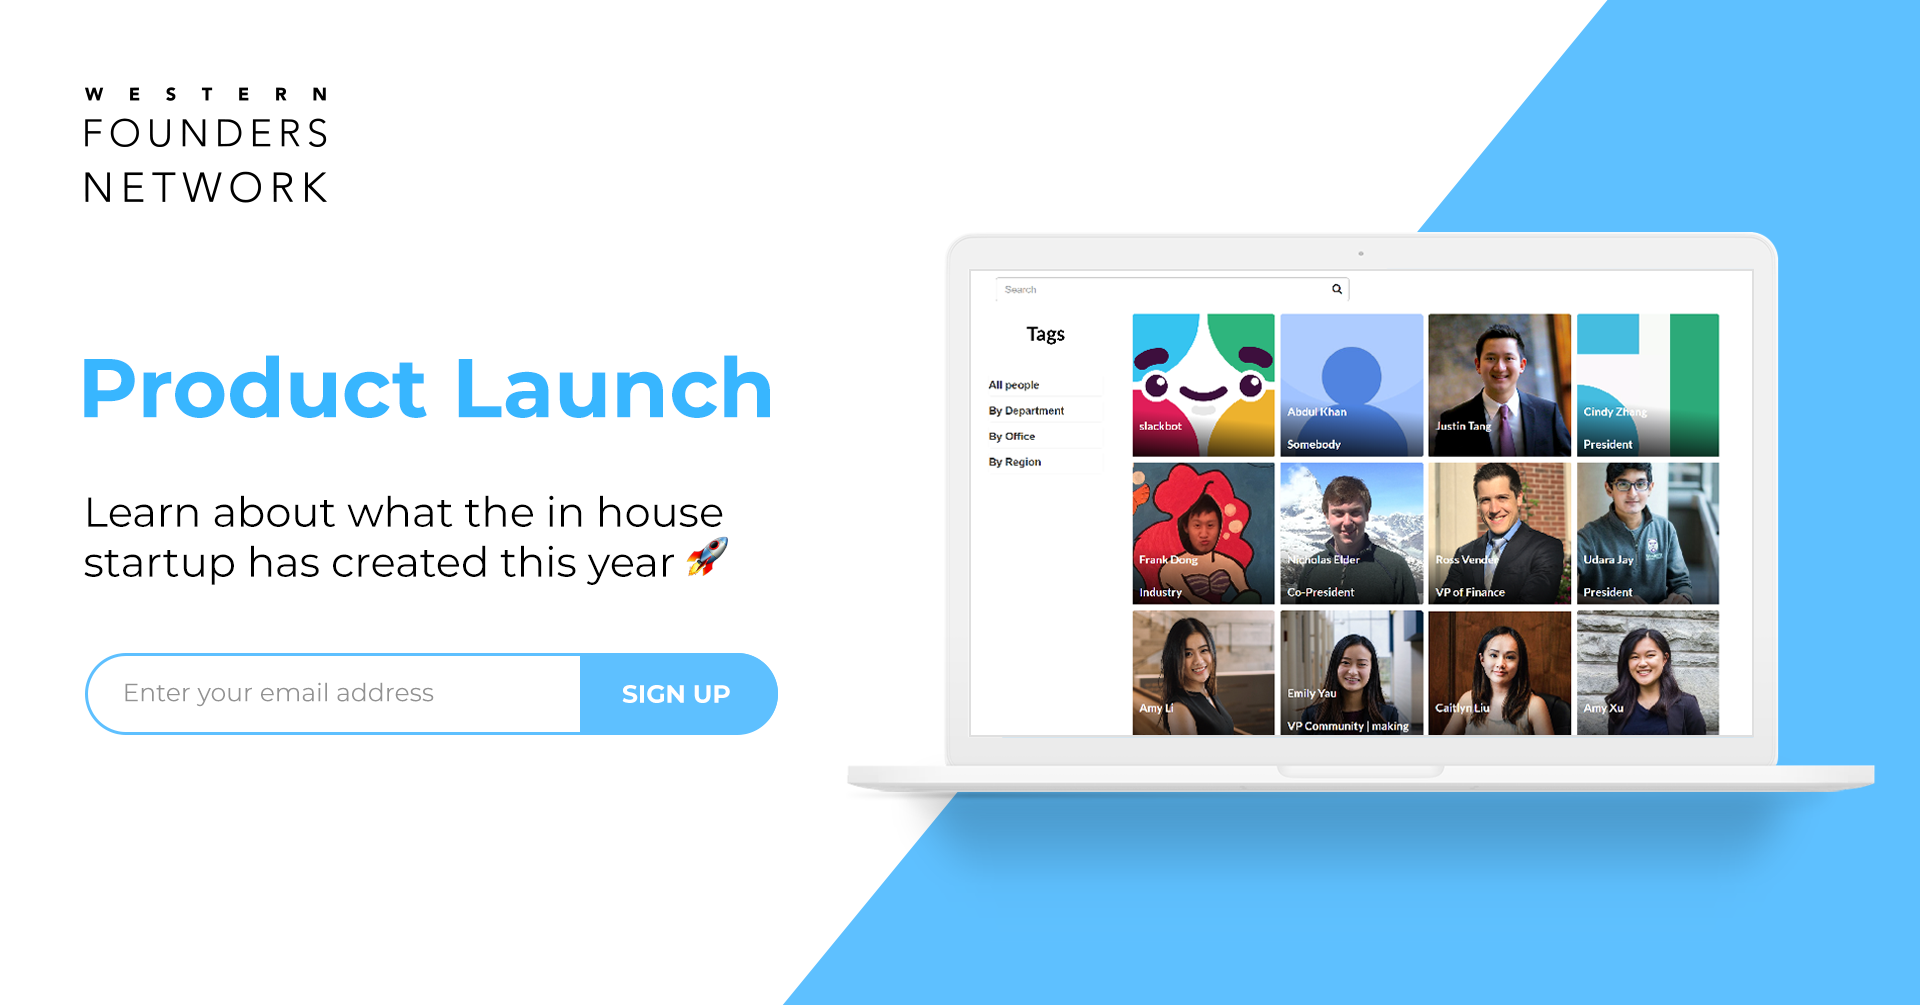 WESTERN
FOUNDERS
NETWORK
Product Launch
Learn about what the in house
startup has created this year 🚀
Enter your email address
SIGN UP
Search
Tags
All people
By Department
By Office
By Region
slackbot
Abdul Khan
Somebody
Justin Tang
Cindy Zhang
President
Frank Dong
Industry
Nicholas Elder
Co-President
Ross Vender
VP of Finance
Udara Jay
President
Amy Li
Emily Yau
VP Community | making
Caitlyn Liu
Amy Xu